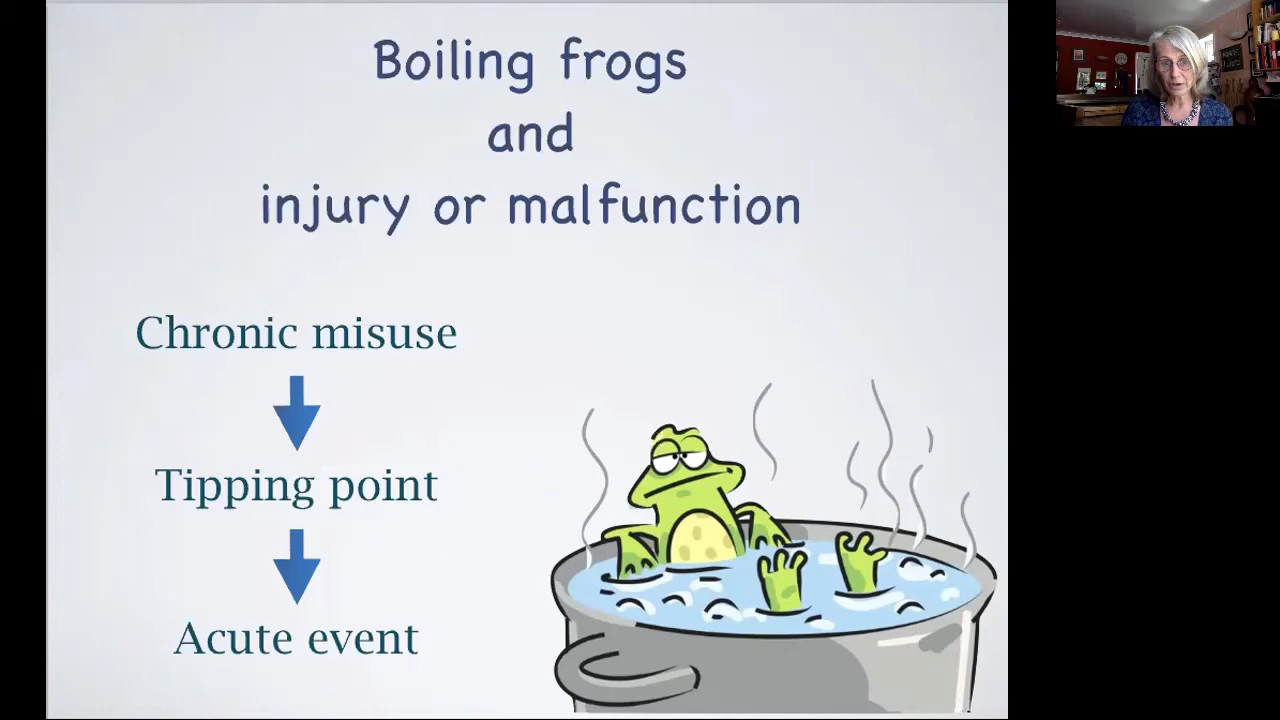 Boiling frogs
and
injury or malfunction
Chronic misuse
Tipping point
Acute event